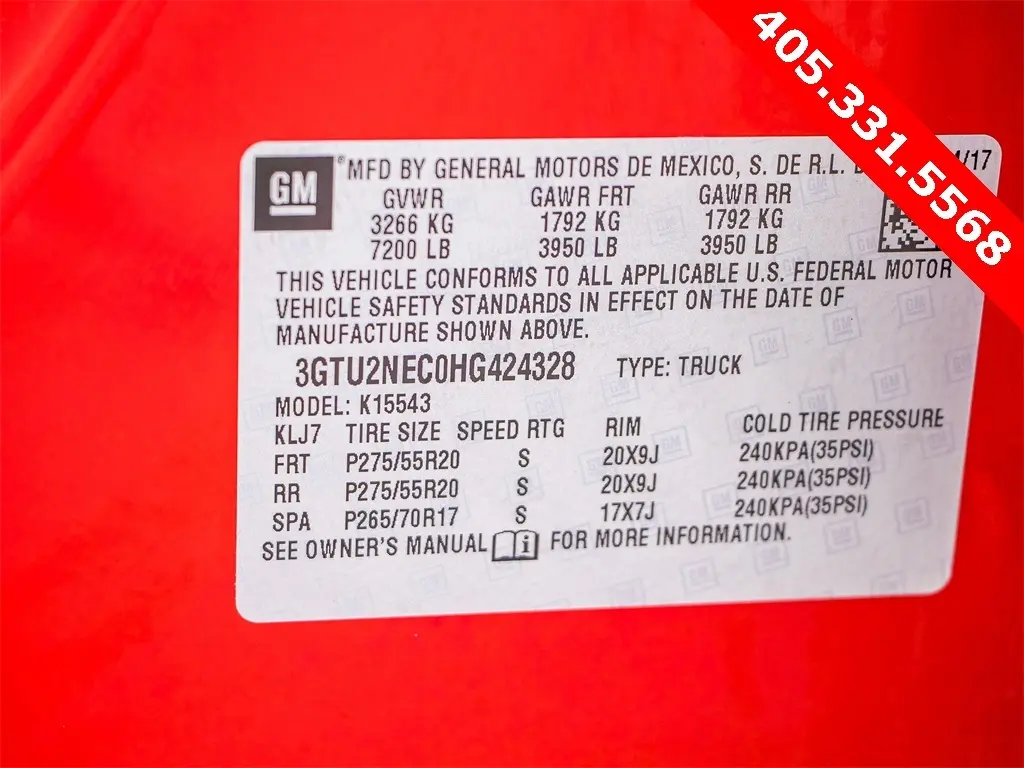 405.331.5568
GM ® MFD BY GENERAL MOTORS DE MEXICO, S. DE R.L. /17
GVWR GAWR FRT GAWR RR
3266 KG 1792 KG 1792 KG
7200 LB 3950 LB 3950 LB
THIS VEHICLE CONFORMS TO ALL APPLICABLE U.S. FEDERAL MOTOR
VEHICLE SAFETY STANDARDS IN EFFECT ON THE DATE OF
MANUFACTURE SHOWN ABOVE.
3GTU2NEC0HG424328 TYPE: TRUCK
MODEL: K15543
KLJ7 TIRE SIZE SPEED RTG RIM COLD TIRE PRESSURE
FRT P275/55R20 S 20X9J 240KPA(35PSI)
RR P275/55R20 S 20X9J 240KPA(35PSI)
SPA P265/70R17 S 17X7J 240KPA(35PSI)
SEE OWNER'S MANUAL i FOR MORE INFORMATION.